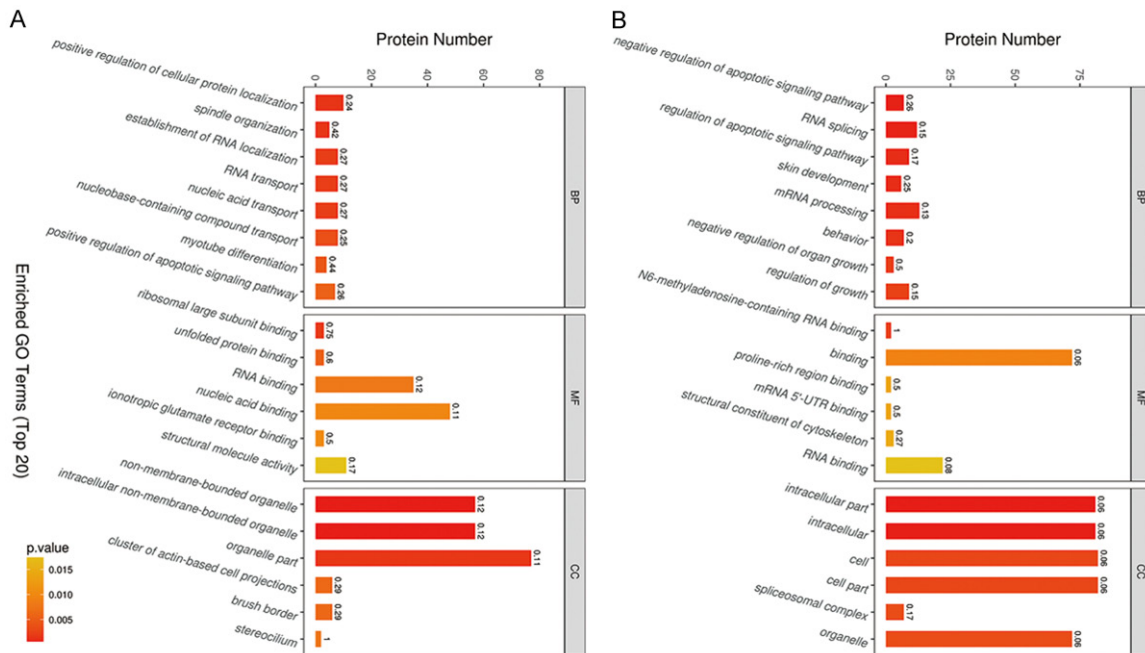 A
Protein Number
0
20
40
60
80
positive regulation of cellular protein localization
0.24
spindle organization
0.42
establishment of RNA localization
0.27
RNA transport
0.27
nucleic acid transport
0.27
nucleobase-containing compound transport
0.25
myotube differentiation
0.44
positive regulation of apoptotic signaling pathway
0.26
BP
ribosomal large subunit binding
0.75
unfolded protein binding
0.6
RNA binding
0.12
nucleic acid binding
0.11
ionotropic glutamate receptor binding
0.5
structural molecule activity
0.17
MF
non-membrane-bounded organelle
0.12
intracellular non-membrane-bounded organelle
0.12
organelle part
0.11
cluster of actin-based cell projections
0.29
brush border
0.29
stereocilium
1
CC
Enriched GO Terms (Top 20)
p.value
0.015
0.010
0.005
B
Protein Number
0
25
50
75
negative regulation of apoptotic signaling pathway
0.26
RNA splicing
0.15
regulation of apoptotic signaling pathway
0.17
skin development
0.25
mRNA processing
0.13
behavior
0.2
negative regulation of organ growth
0.5
regulation of growth
0.15
BP
N6-methyladenosine-containing RNA binding
1
binding
0.06
proline-rich region binding
0.5
mRNA 5'-UTR binding
0.5
structural constituent of cytoskeleton
0.27
RNA binding
0.08
MF
intracellular part
0.06
intracellular
0.06
cell
0.06
cell part
0.06
spliceosomal complex
0.17
organelle
0.06
CC